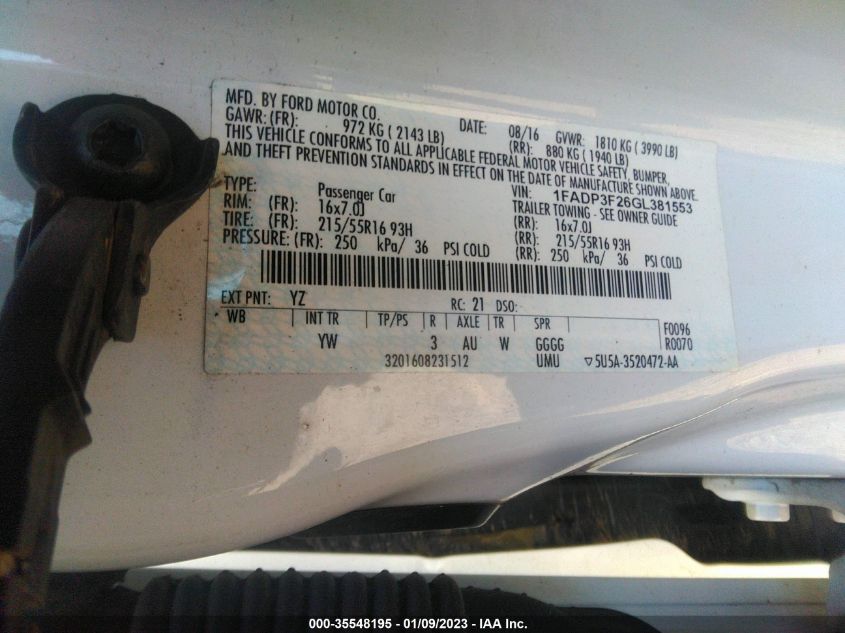 MFD. BY FORD MOTOR CO. DATE: 08/16 GVWR: 1810 KG ( 3990 LB)
GAWR: (FR): 972 KG ( 2143 LB) (RR): 880 KG ( 1940 LB)
THIS VEHICLE CONFORMS TO ALL APPLICABLE FEDERAL MOTOR VEHICLE SAFETY, BUMPER,
AND THEFT PREVENTION STANDARDS IN EFFECT ON THE DATE OF MANUFACTURE SHOWN ABOVE.
TYPE: Passenger Car VIN: 1FADP3F26GL381553
TRAILER TOWING - SEE OWNER GUIDE
RIM: (FR) 16x7.0J (RR): 16x7.0J
TIRE: (FR): 215/55R16 93H (RR): 215/55R16 93H
PRESSURE: (FR): 250 kPa/ 36 PSI COLD (RR): 250 kPa/ 36 PSI COLD
EXT PNT: YZ RC: 21 DSO:
WB INT TR TP/PS R AXLE TR SPR F0096
YW 3 AU W GGGG R0070
3201608231512 UMU ▽5U5A-3520472-AA
000-35548195 - 01/09/2023 - IAA Inc.